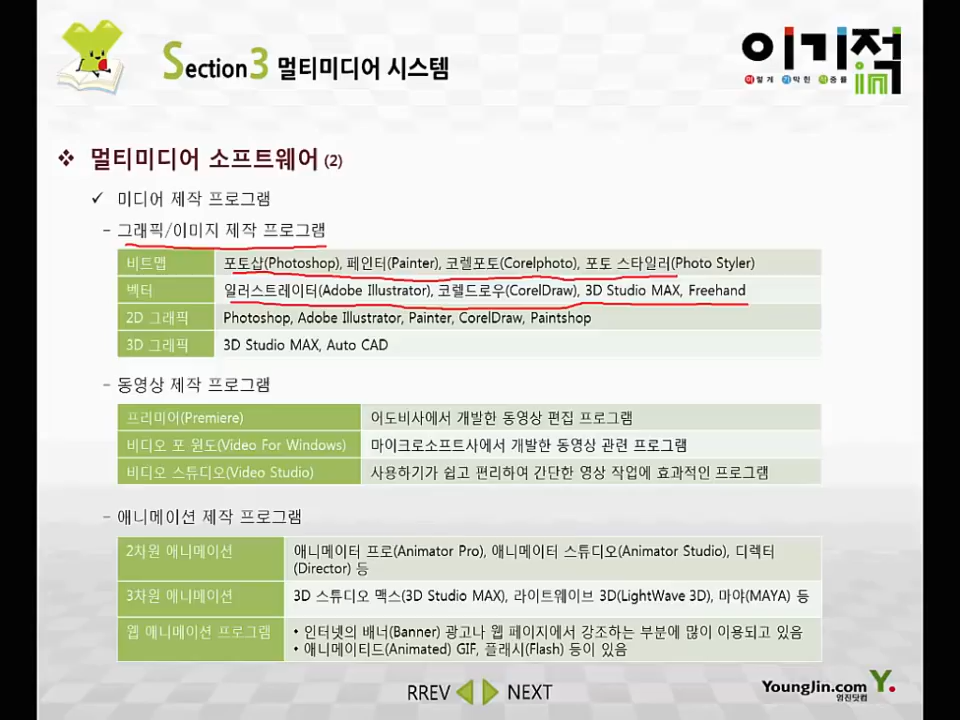 Section3 멀티미디어 시스템
이기적in
이렇게 기막힌 적중률
❖ 멀티미디어 소프트웨어 (2)
✓ 미디어 제작 프로그램
- 그래픽/이미지 제작 프로그램
비트맵 포토샵(Photoshop), 페인터(Painter), 코렐포토(Corelphoto), 포토 스타일러(Photo Styler)
벡터 일러스트레이터(Adobe Illustrator), 코렐드로우(CorelDraw), 3D Studio MAX, Freehand
2D 그래픽 Photoshop, Adobe Illustrator, Painter, CorelDraw, Paintshop
3D 그래픽 3D Studio MAX, Auto CAD
- 동영상 제작 프로그램
프리미어(Premiere) 어도비사에서 개발한 동영상 편집 프로그램
비디오 포 윈도(Video For Windows) 마이크로소프트사에서 개발한 동영상 관련 프로그램
비디오 스튜디오(Video Studio) 사용하기가 쉽고 편리하여 간단한 영상 작업에 효과적인 프로그램
- 애니메이션 제작 프로그램
2차원 애니메이션 애니메이터 프로(Animator Pro), 애니메이터 스튜디오(Animator Studio), 디렉터
(Director) 등
3차원 애니메이션 3D 스튜디오 맥스(3D Studio MAX), 라이트웨이브 3D(LightWave 3D), 마야(MAYA) 등
웹 애니메이션 프로그램 • 인터넷의 배너(Banner) 광고나 웹 페이지에서 강조하는 부분에 많이 이용되고 있음
• 애니메이티드(Animated) GIF, 플래시(Flash) 등이 있음
RREV NEXT
YoungJin.com Y.
영진닷컴